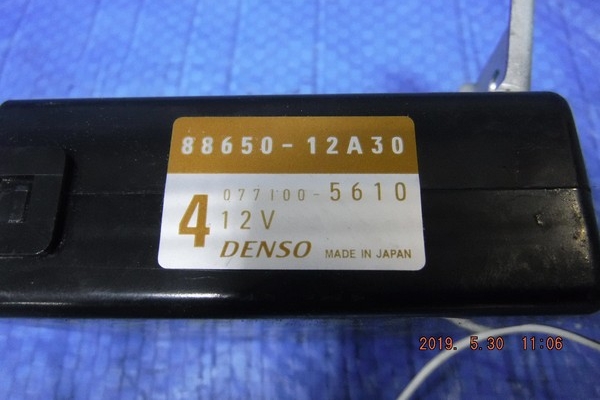 88650-12A30
4
077100-5610
12V
DENSO MADE IN JAPAN
2019. 5.30 11:06